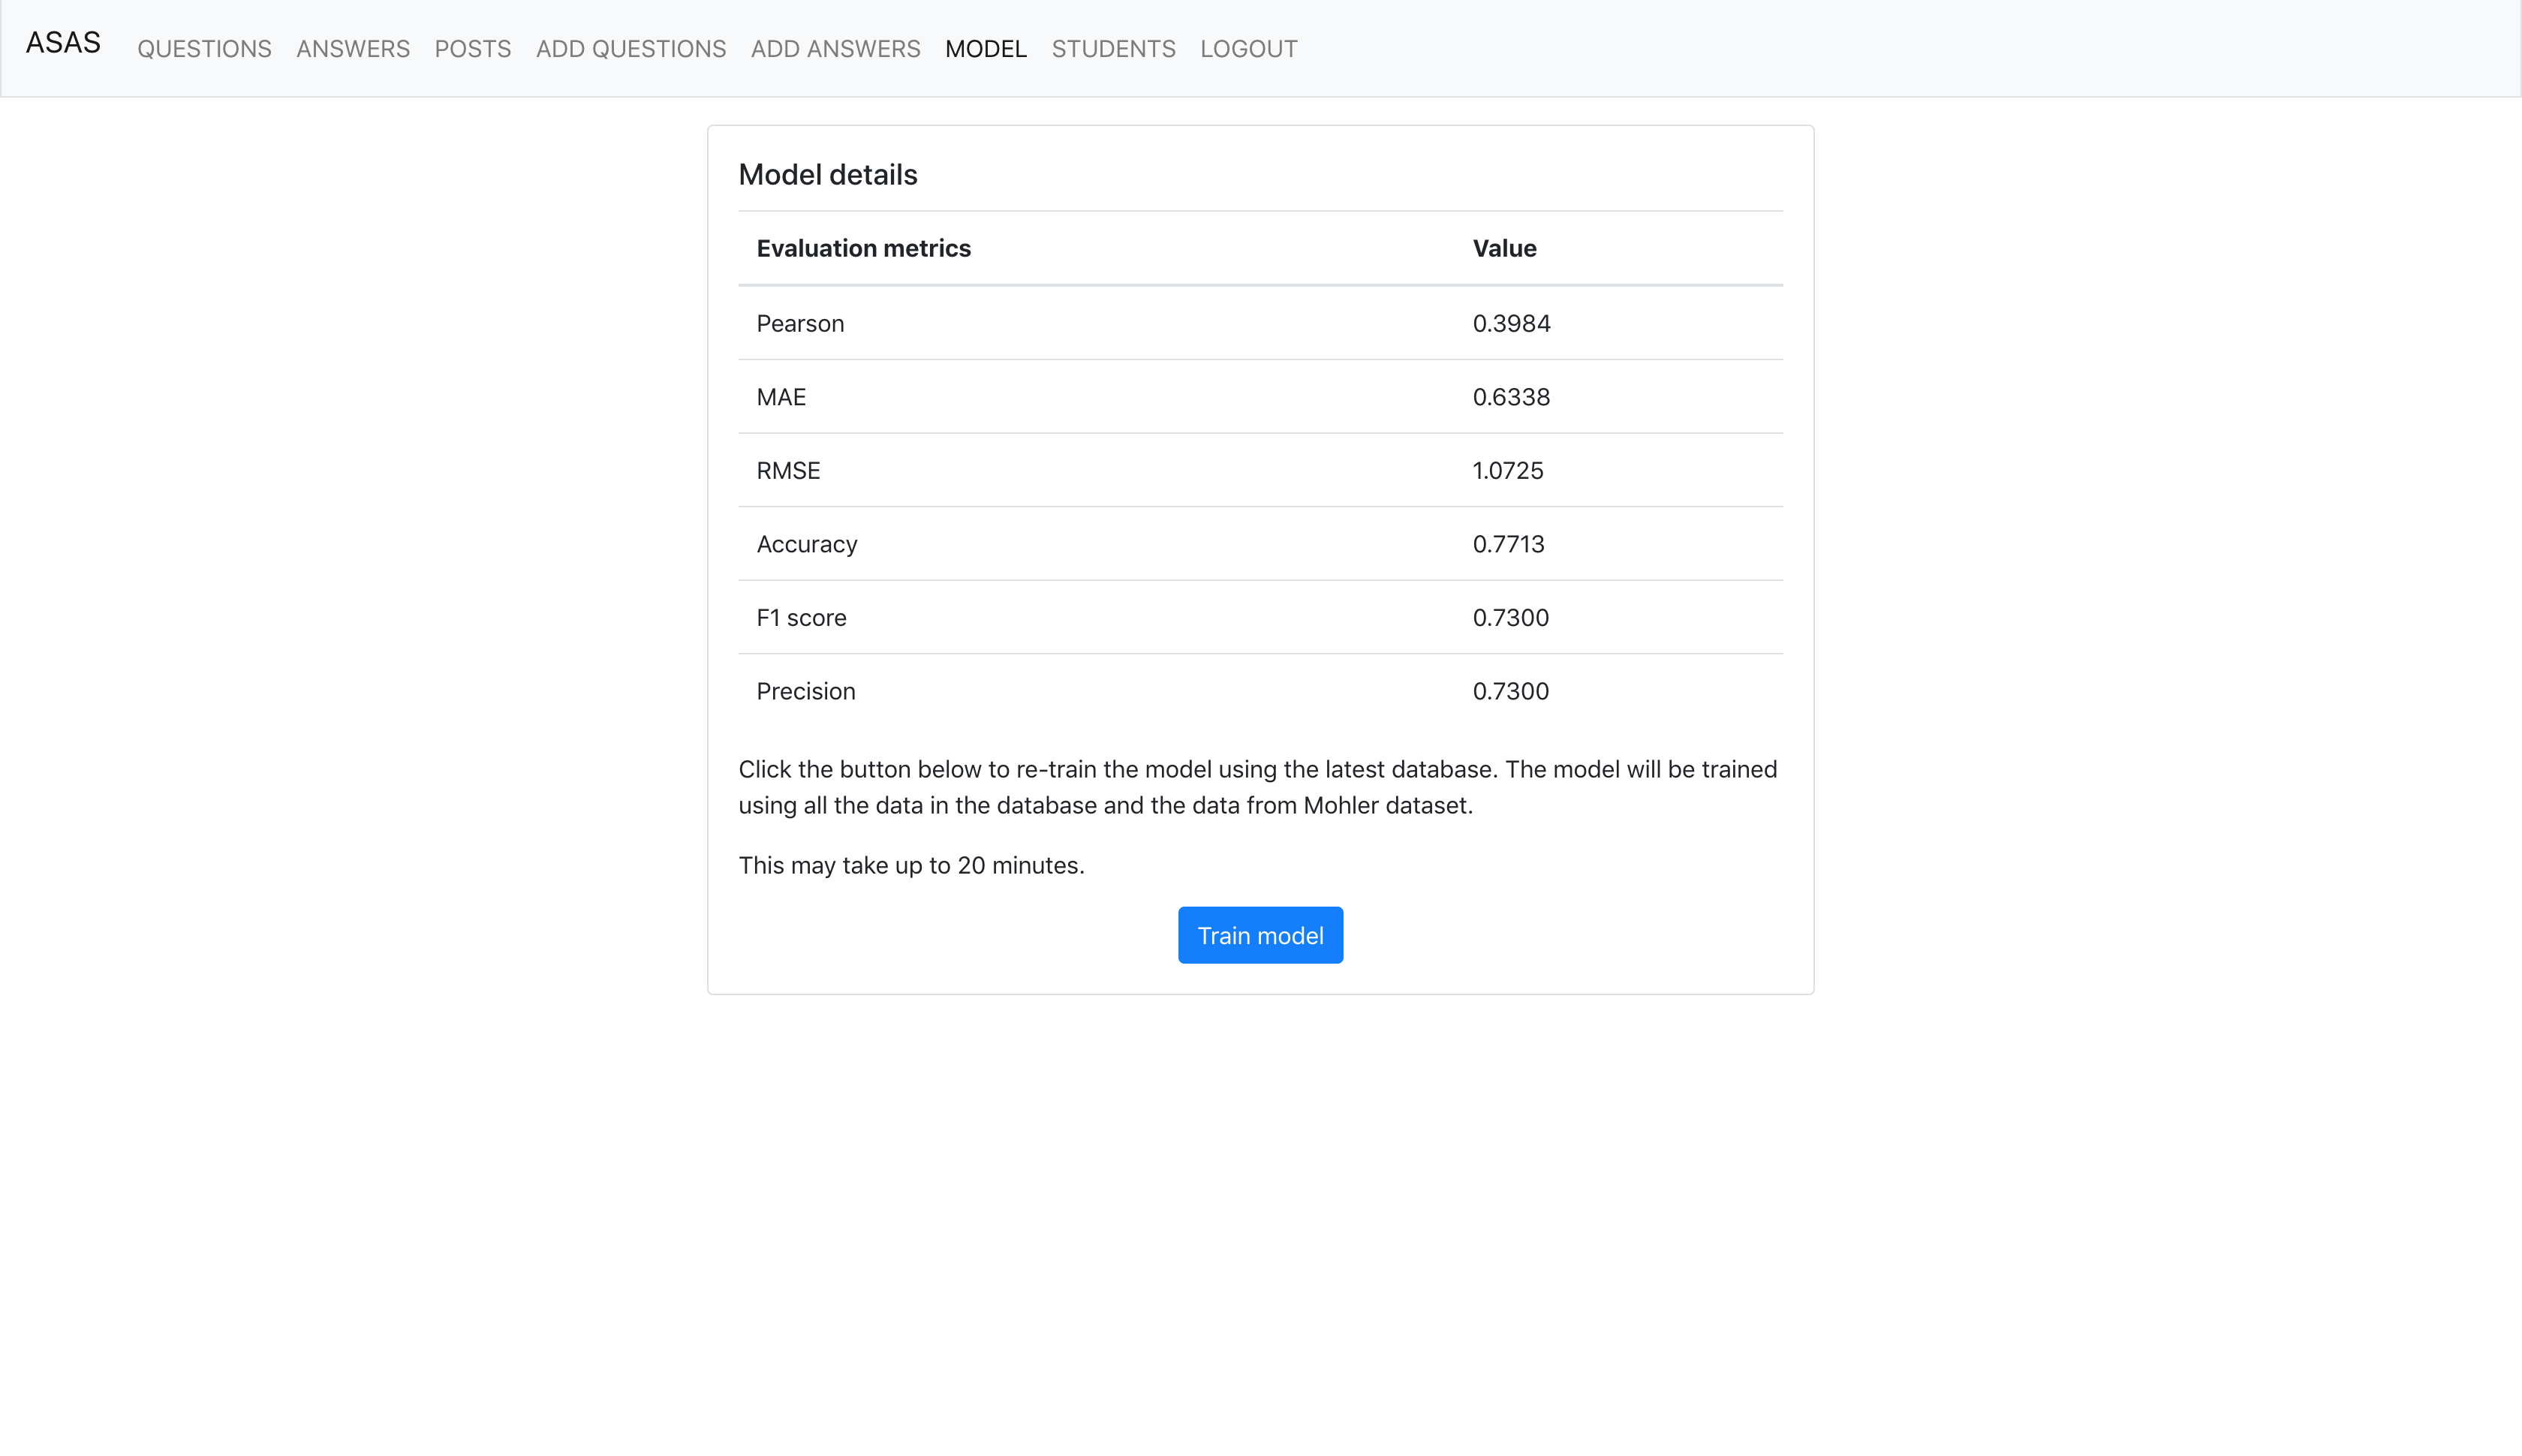 ASAS QUESTIONS ANSWERS POSTS ADD QUESTIONS ADD ANSWERS MODEL STUDENTS LOGOUT
Model details
Evaluation metrics Value
Pearson 0.3984
MAE 0.6338
RMSE 1.0725
Accuracy 0.7713
F1 score 0.7300
Precision 0.7300
Click the button below to re-train the model using the latest database. The model will be trained
using all the data in the database and the data from Mohler dataset.
This may take up to 20 minutes.
Train model